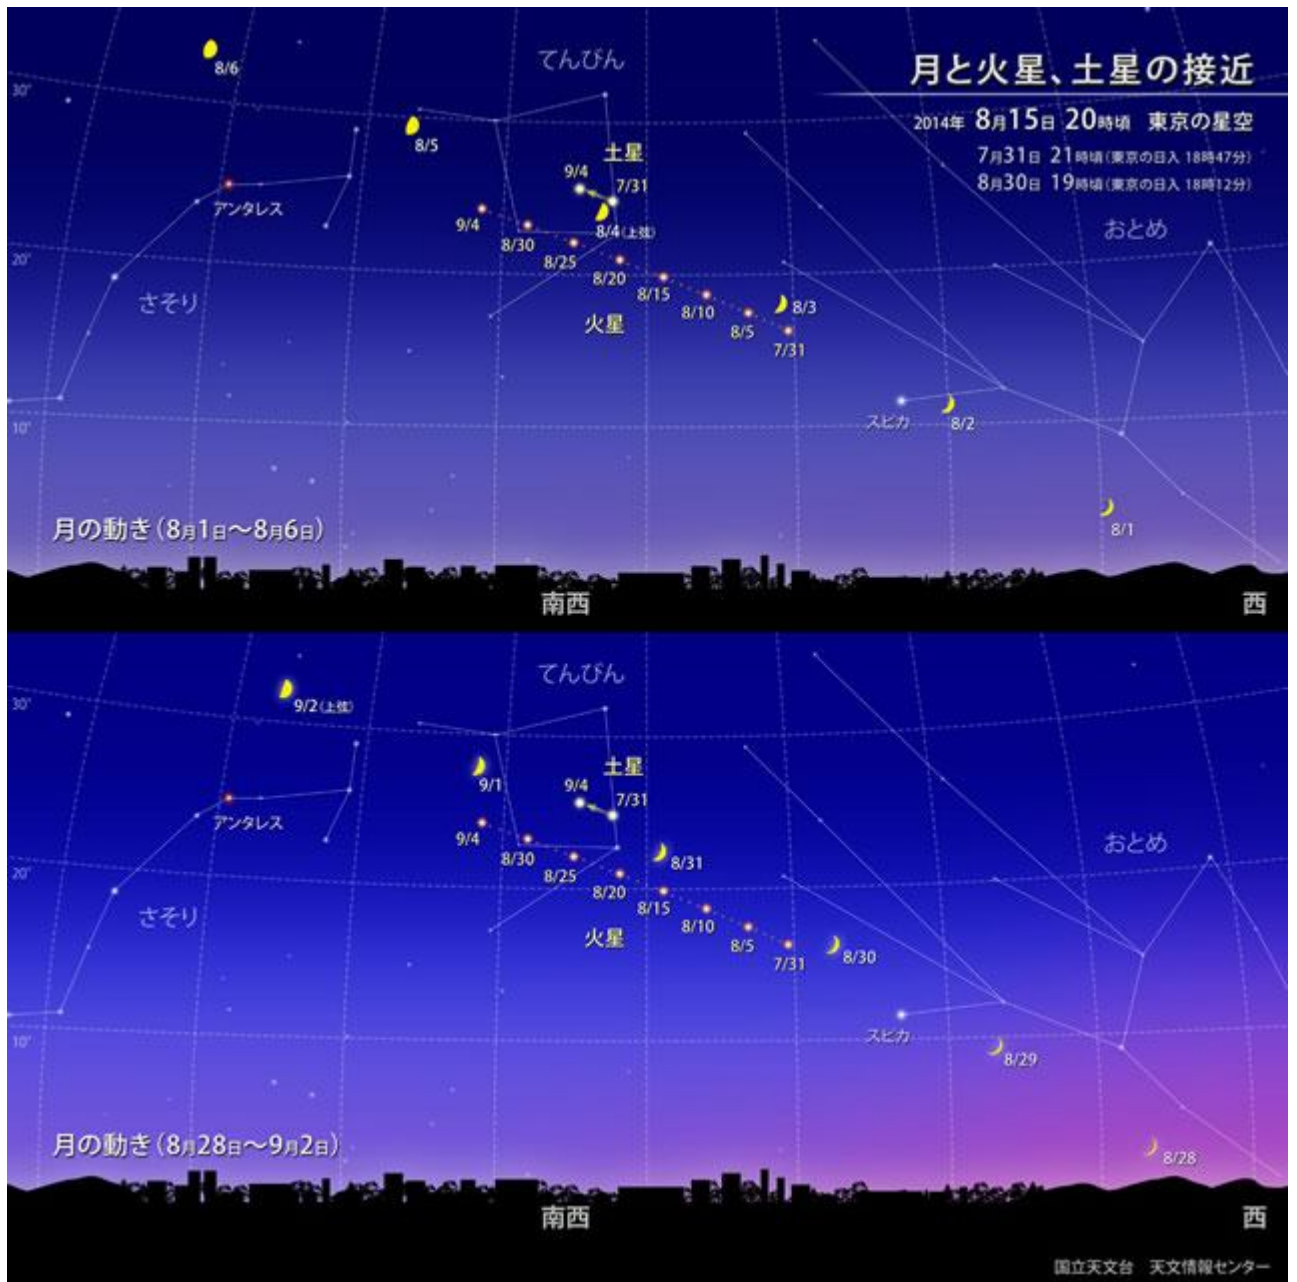 月と火星、土星の接近
2014年 8月15日 20時頃 東京の星空
7月31日 21時頃(東京の日入 18時47分)
8月30日 19時頃(東京の日入 18時12分)
8/6
てんびん
30°
8/5
土星
9/4
7/31
アンタレス
9/4
8/30
8/4(上弦)
おとめ
8/25
20°
8/20
さそり
8/15
8/10
8/3
火星
8/5
7/31
スピカ
8/2
10°
月の動き(8月1日〜8月6日)
8/1
南西
西
てんびん
9/2(上弦)
30°
土星
9/1
9/4
7/31
アンタレス
9/4
8/30
おとめ
8/31
8/25
20°
8/20
さそり
8/15
8/10
火星
8/5
7/31
8/30
スピカ
10°
8/29
月の動き(8月28日〜9月2日)
8/28
南西
西
国立天文台 天文情報センター